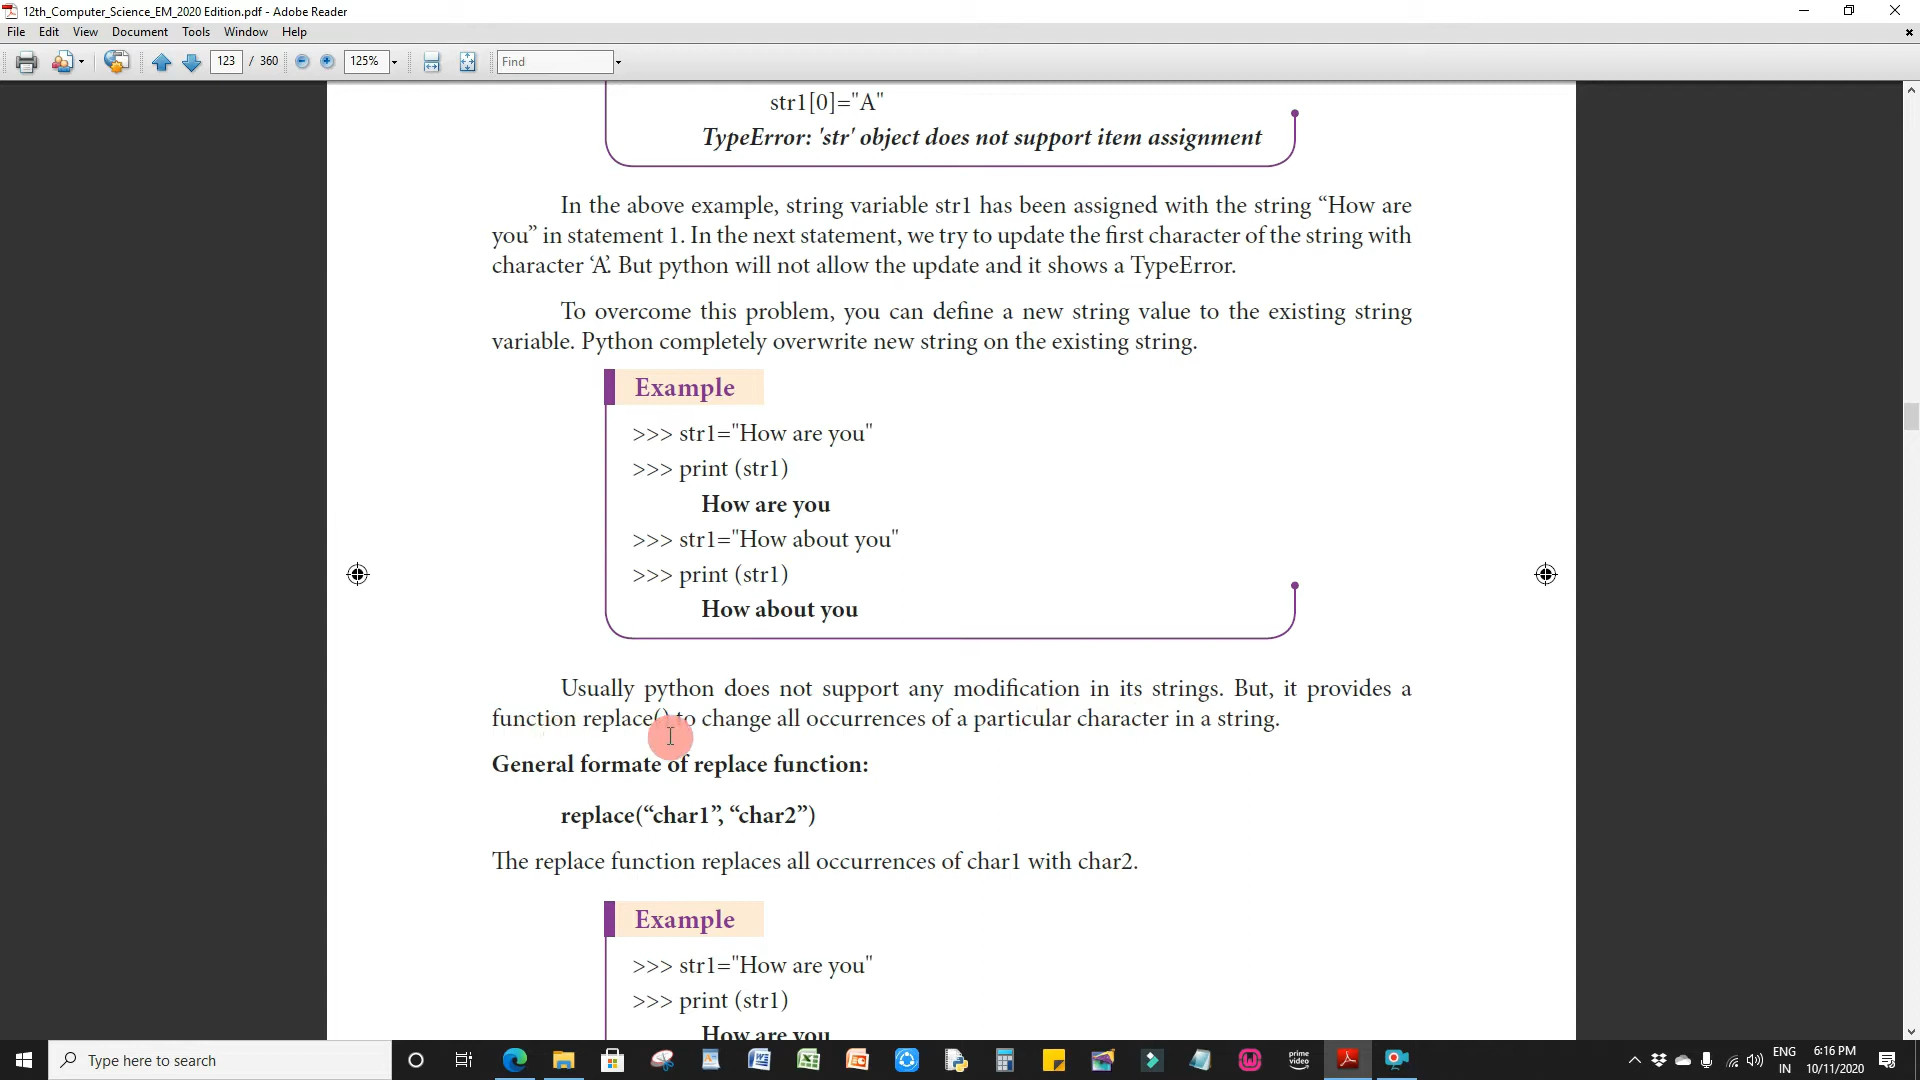 12th_Computer_Science_EM_2020 Edition.pdf - Adobe Reader
File Edit View Document Tools Window Help
123 / 360 125% Find
str1[0]="A"
TypeError: 'str' object does not support item assignment
In the above example, string variable str1 has been assigned with the string “How are
you” in statement 1. In the next statement, we try to update the first character of the string with
character ‘A’. But python will not allow the update and it shows a TypeError.
To overcome this problem, you can define a new string value to the existing string
variable. Python completely overwrite new string on the existing string.
Example
>>> str1="How are you"
>>> print (str1)
How are you
>>> str1="How about you"
>>> print (str1)
How about you
Usually python does not support any modification in its strings. But, it provides a
function replace() to change all occurrences of a particular character in a string.
General formate of replace function:
replace(“char1”, “char2”)
The replace function replaces all occurrences of char1 with char2.
Example
>>> str1="How are you"
>>> print (str1)
How are you
Type here to search
prime video
ENG 6:16 PM
IN 10/11/2020